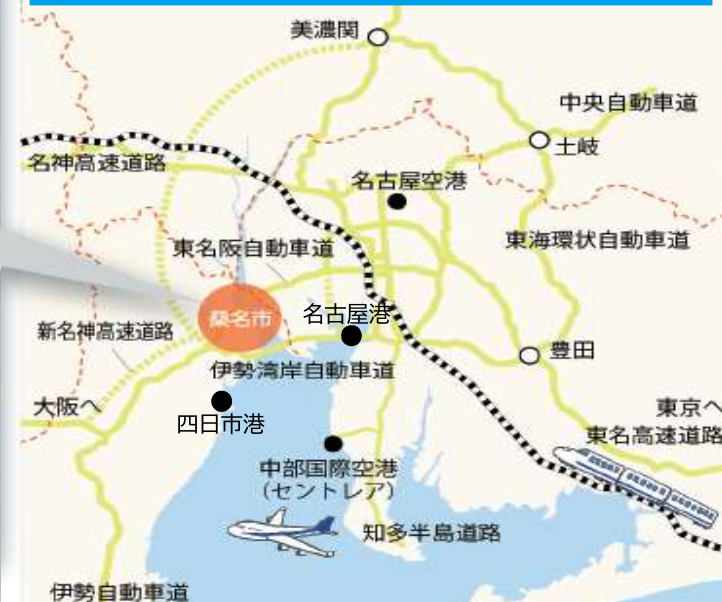 美濃関
中央自動車道
土岐
名神高速道路
名古屋空港
東海環状自動車道
東名阪自動車道
桑名市
名古屋港
新名神高速道路
豊田
伊勢湾岸自動車道
大阪へ
四日市港
東京へ
東名高速道路
中部国際空港
(セントレア)
知多半島道路
伊勢自動車道